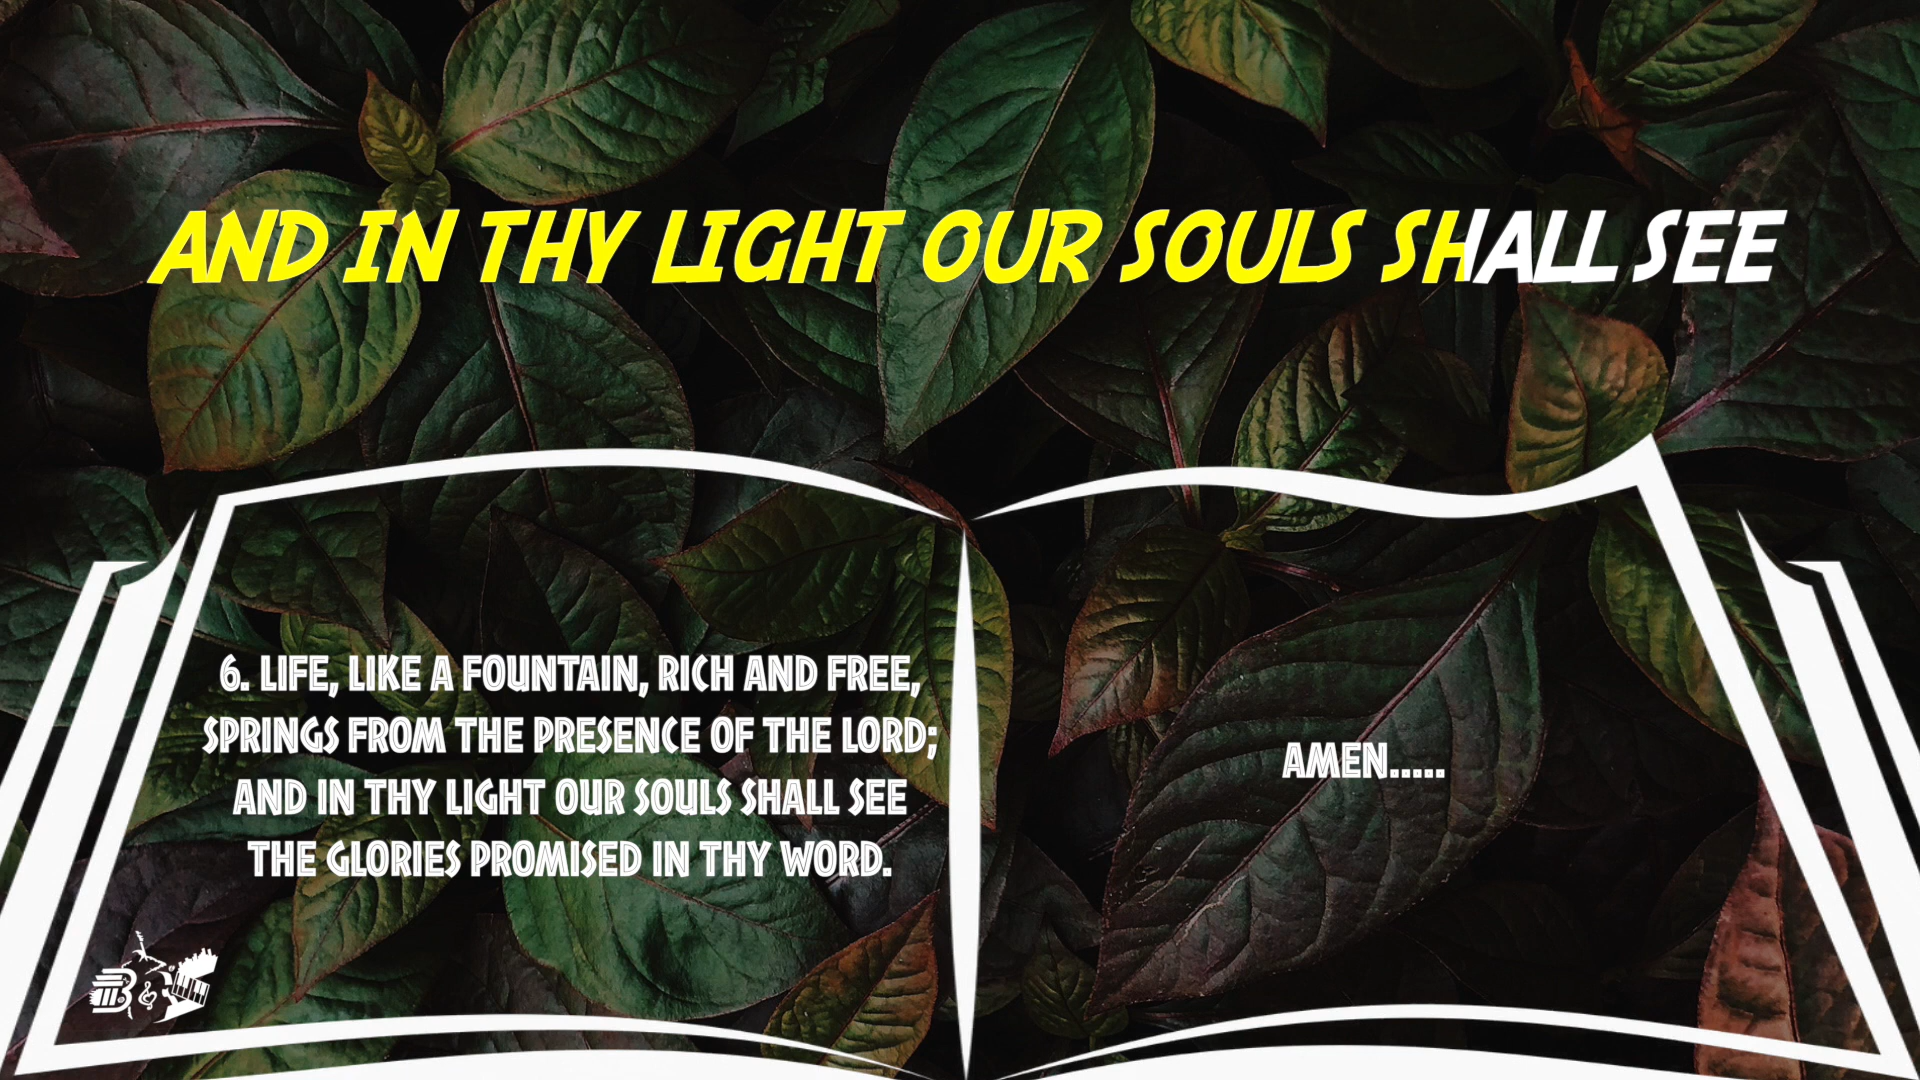 AND IN THY LIGHT OUR SOULS SHALL SEE
6. LIFE, LIKE A FOUNTAIN, RICH AND FREE,
SPRINGS FROM THE PRESENCE OF THE LORD;
AND IN THY LIGHT OUR SOULS SHALL SEE
THE GLORIES PROMISED IN THY WORD.
AMEN.....